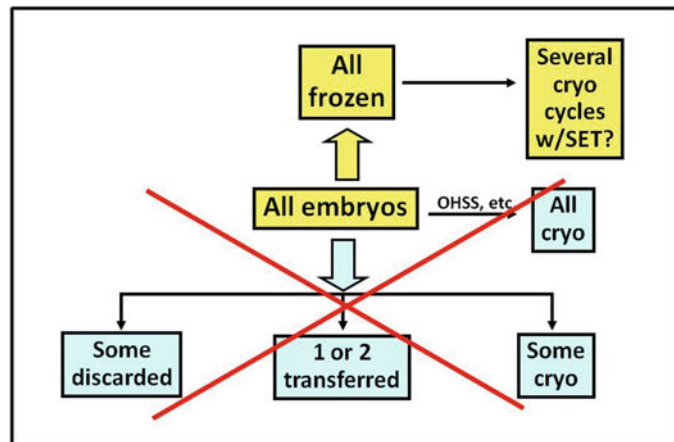 All
frozen
Several
cryo
cycles
w/SET?
All embryos
OHSS, etc
All
cryo
Some
discarded
1 or 2
transferred
Some
cryo